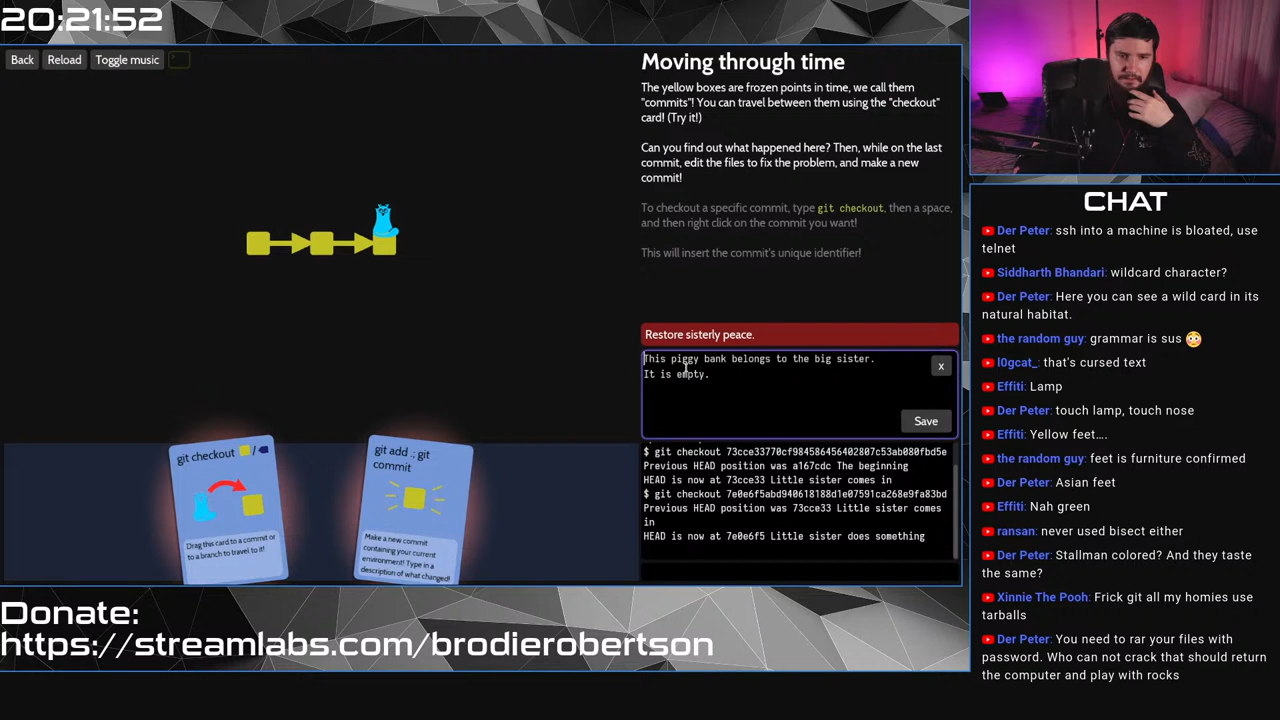 20:21:52
Back Reload Toggle music
Moving through time
The yellow boxes are frozen points in time, we call them
"commits"! You can travel between them using the "checkout"
card! (Try it!)
Can you find out what happened here? Then, while on the last
commit, edit the files to fix the problem, and make a new
commit!
To checkout a specific commit, type git checkout, then a space,
and then right click on the commit you want!
This will insert the commit's unique identifier!
Restore sisterly peace.
This piggy bank belongs to the big sister.
It is empty.
x
Save
$ git checkout 73cce33770cf984586456402807c53ab080fbd5e
Previous HEAD position was a167cdc The beginning
HEAD is now at 73cce33 Little sister comes in
$ git checkout 7e0e6f5abd940618188d1e07591ca268e9fa83bd
Previous HEAD position was 73cce33 Little sister comes
in
HEAD is now at 7e0e6f5 Little sister does something
git checkout /
Drag this card to a commit or
to a branch to travel to it!
git add .; git
commit
Make a new commit
containing your current
environment! Type in a
description of what changed!
CHAT
Der Peter: ssh into a machine is bloated, use
telnet
Siddharth Bhandari: wildcard character?
Der Peter: Here you can see a wild card in its
natural habitat.
the random guy: grammar is sus 😳
l0gcat_: that's cursed text
Effiti: Lamp
Der Peter: touch lamp, touch nose
Effiti: Yellow feet....
the random guy: feet is furniture confirmed
Der Peter: Asian feet
Effiti: Nah green
ransan: never used bisect either
Der Peter: Stallman colored? And they taste
the same?
Xinnie The Pooh: Frick git all my homies use
tarballs
Der Peter: You need to rar your files with
password. Who can not crack that should return
the computer and play with rocks
Donate:
https://streamlabs.com/brodierobertson